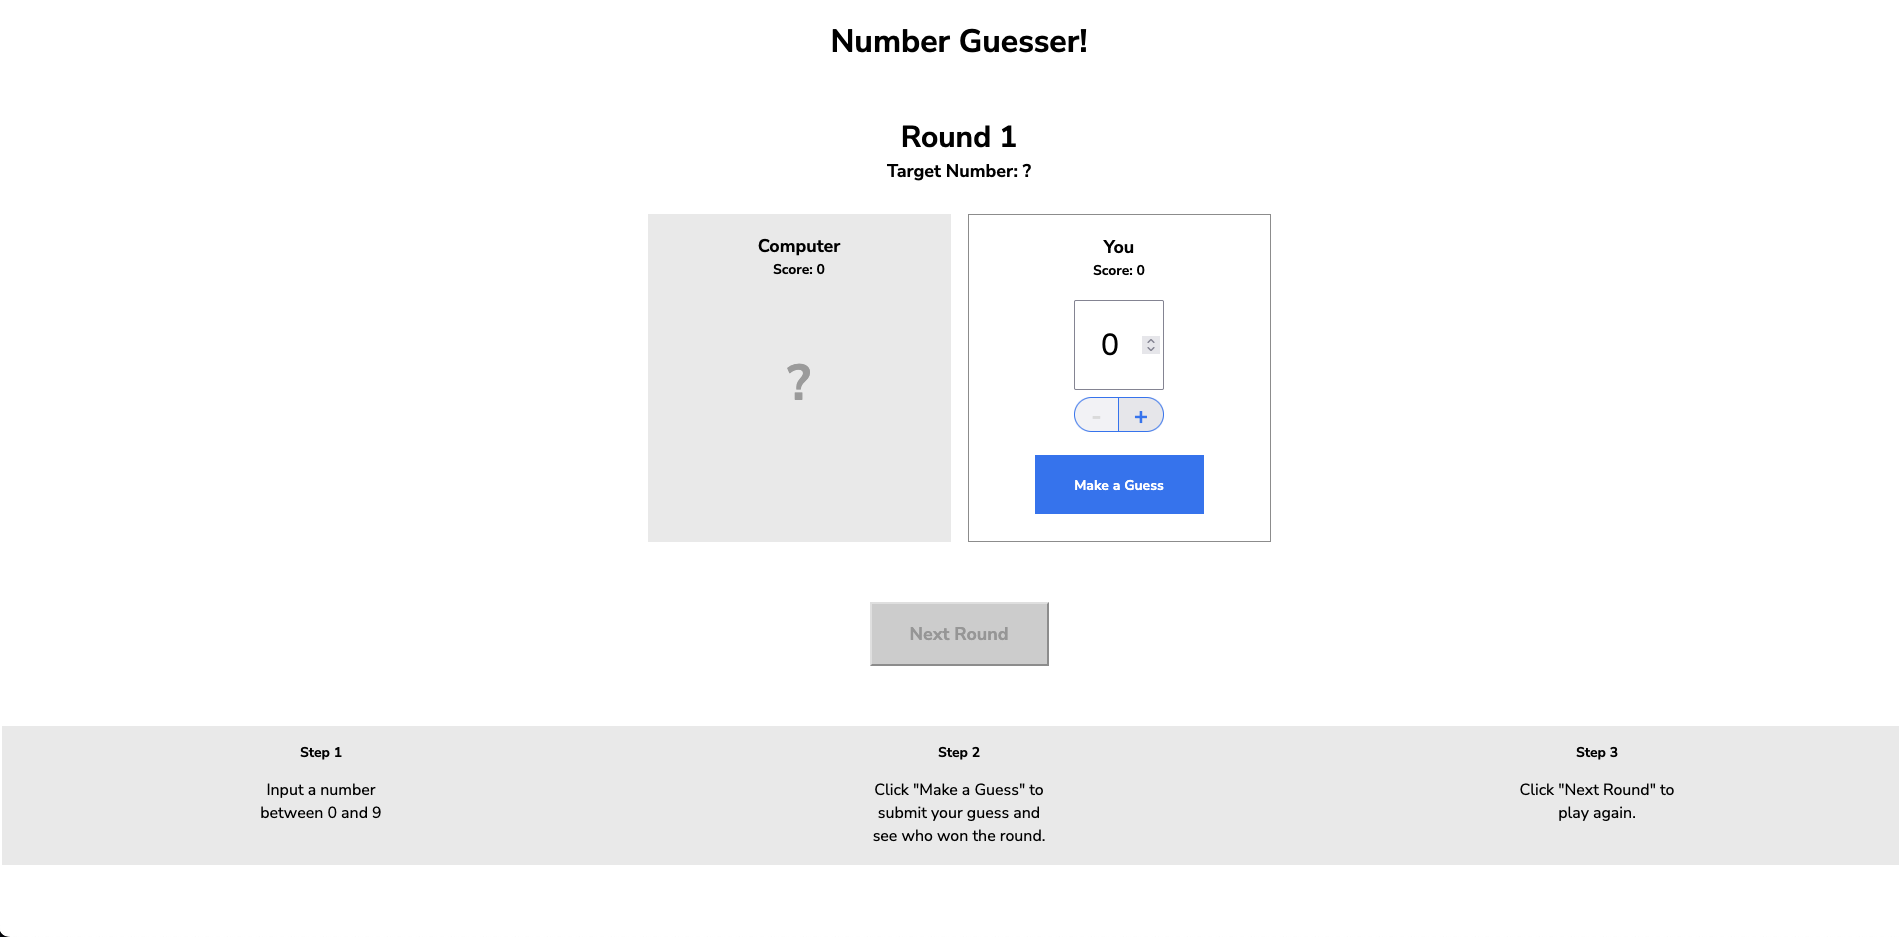 Number Guesser!
Round 1
Target Number: ?
Computer
Score: 0
?
You
Score: 0
0
- +
Make a Guess
Next Round
Step 1
Input a number
between 0 and 9
Step 2
Click "Make a Guess" to
submit your guess and
see who won the round.
Step 3
Click "Next Round" to
play again.